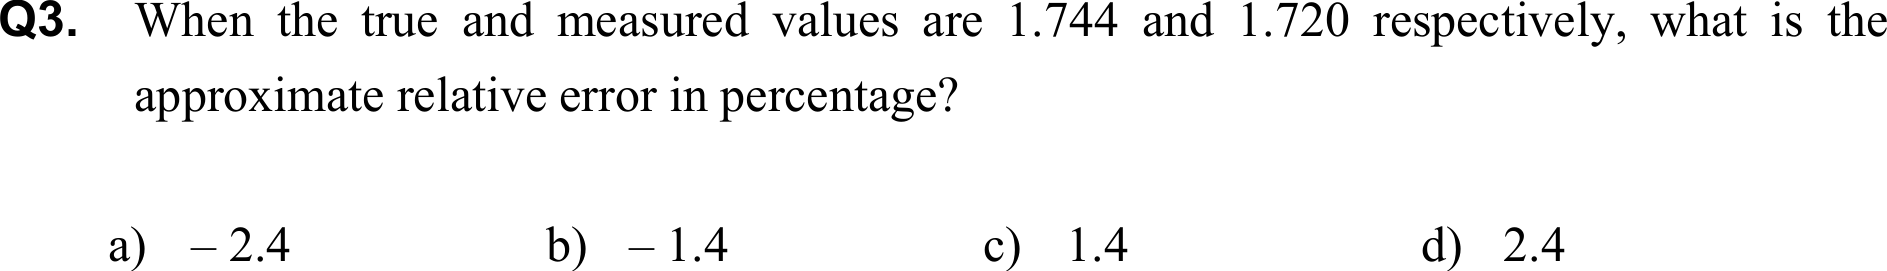 Q3. When the true and measured values are 1.744 and 1.720 respectively, what is the
approximate relative error in percentage?
a) – 2.4 b) – 1.4 c) 1.4 d) 2.4